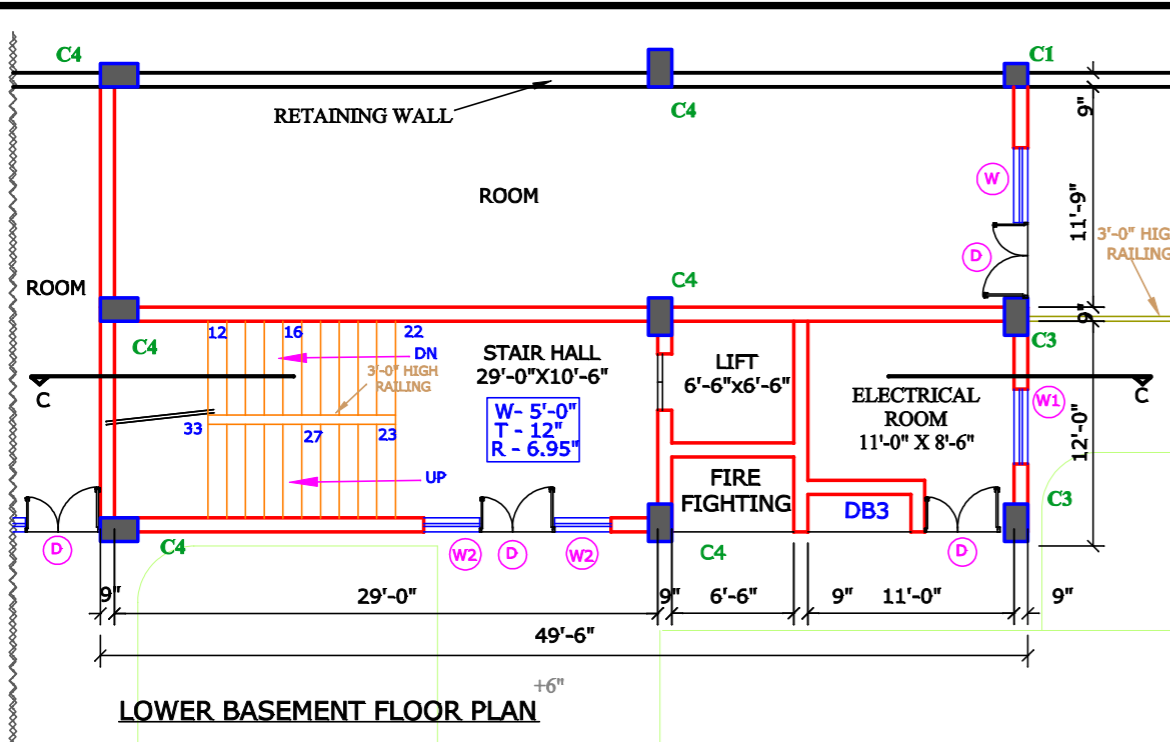 C4
C1
RETAINING WALL
C4
9"
W
ROOM
11'-9"
D
3'-0" HIG
RAILING
C4
ROOM
9"
12
16
22
C4
DN
STAIR HALL
29'-0"X10'-6"
LIFT
6'-6"x6'-6"
C3
3'-0" HIGH
RAILING
C
C
W- 5'-0"
T - 12"
R - 6.95"
ELECTRICAL
ROOM
11'-0" X 8'-6"
W1
33
27
23
12'-0"
UP
FIRE
FIGHTING
DB3
C3
D
C4
W2
D
W2
C4
D
9"
29'-0"
9"
6'-6"
9"
11'-0"
9"
49'-6"
+6"
LOWER BASEMENT FLOOR PLAN